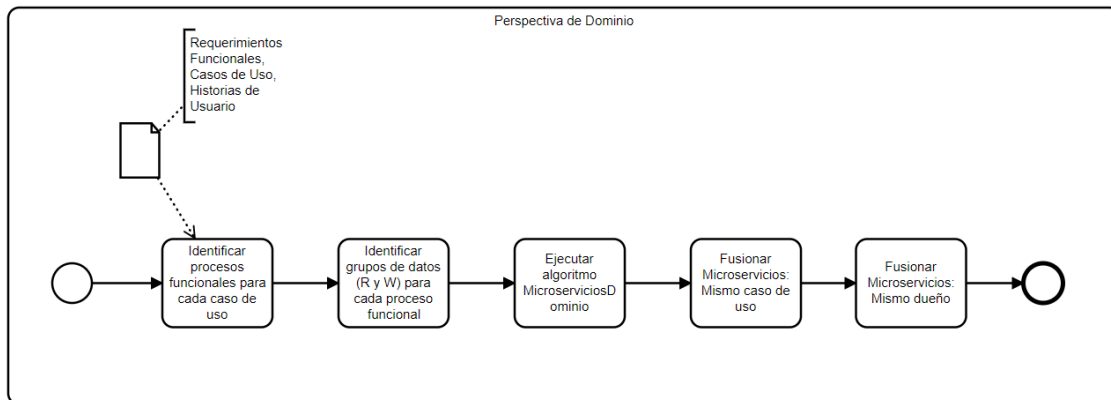 Perspectiva de Dominio
Requerimientos
Funcionales,
Casos de Uso,
Historias de
Usuario
Identificar
procesos
funcionales para
cada caso de
uso
Identificar
grupos de datos
(R y W) para
cada proceso
funcional
Ejecutar
algoritmo
MicroserviciosD
ominio
Fusionar
Microservicios:
Mismo caso de
uso
Fusionar
Microservicios:
Mismo dueño